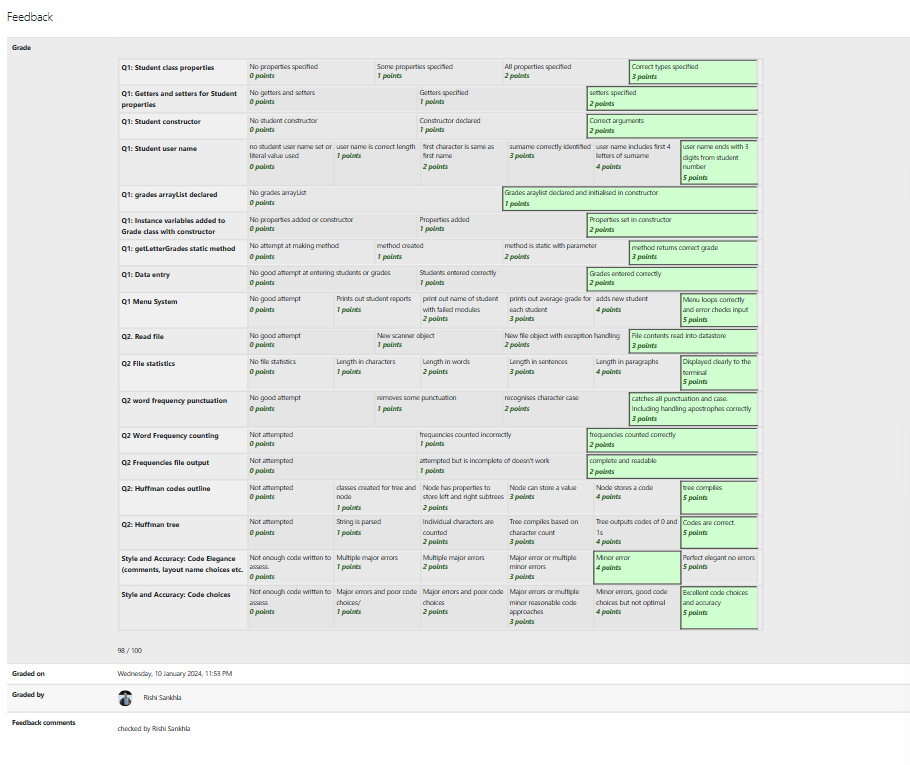 Feedback
Grade
Q1: Student class properties
No properties specified
0 points
Some properties specified
1 points
All properties specified
2 points
Correct types specified
3 points
Q1: Getters and setters for Student
properties
No getters and setters
0 points
Getters specified
1 points
setters specified
2 points
Q1: Student constructor
No student constructor
0 points
Constructor declared
1 points
Correct arguments
2 points
Q1: Student user name
no student user name set or
literal value used
0 points
user name is correct length
1 points
first character is same as
first name
2 points
surname correctly identified
3 points
user name includes first 4
letters of surname
4 points
user name ends with 3
digits from student
number
5 points
Q1: grades arrayList declared
No grades arrayList
0 points
Grades araylist declared and initialised in constructor
1 points
Q1: Instance variables added to
Grade class with constructor
No properties added or constructor
0 points
Properties added
1 points
Properties set in constructor
2 points
Q1: getLetterGrades static method
No attempt at making method
0 points
method created
1 points
method is static with parameter
2 points
method returns correct grade
3 points
Q1: Data entry
No good attempt at entering students or grades
0 points
Students entered correctly
1 points
Grades entered correctly
2 points
Q1 Menu System
No good attempt
0 points
Prints out student reports
1 points
print out name of student
with failed modules
2 points
prints out average grade for
each student
3 points
adds new student
4 points
Menu loops correctly
and error checks input
5 points
Q2. Read file
No good attempt
0 points
New scanner object
1 points
New file object with exception handling
2 points
File contents read into datastore
3 points
Q2 File statistics
No file statistics
0 points
Length in characters
1 points
Length in words
2 points
Length in sentences
3 points
Length in paragraphs
4 points
Displayed clearly to the
terminal
5 points
Q2 word frequency punctuation
No good attempt
0 points
removes some punctuation
1 points
recognises character case
2 points
catches all punctuation and case.
Including handling apostrophes correctly
3 points
Q2 Word Frequency counting
Not attempted
0 points
frequencies counted incorrectly
1 points
frequencies counted correctly
2 points
Q2 Frequencies file output
Not attempted
0 points
attempted but is incomplete of doesn't work
1 points
complete and readable
2 points
Q2: Huffman codes outline
Not attempted
0 points
classes created for tree and
node
1 points
Node has properties to
store left and right subtrees
2 points
Node can store a value
3 points
Node stores a code
4 points
tree compiles
5 points
Q2: Huffman tree
Not attempted
0 points
String is parsed
1 points
Individual characters are
counted
2 points
Tree compiles based on
character count
3 points
Tree outputs codes of 0 and
1s
4 points
Codes are correct.
5 points
Style and Accuracy: Code Elegance
(comments, layout name choices etc.
Not enough code written to
assess.
0 points
Multiple major errors
1 points
Multiple major errors
2 points
Major error or multiple
minor errors
3 points
Minor error
4 points
Perfect elegant no errors
5 points
Style and Accuracy: Code choices
Not enough code written to
assess
0 points
Major errors and poor code
choices/
1 points
Major errors and poor code
choices
2 points
Major errors or multiple
minor reasonable code
approaches
3 points
Minor errors, good code
choices but not optimal
4 points
Excellent code choices
and accuracy
5 points
98 / 100
Graded on
Wednesday, 10 January 2024, 11:53 PM
Graded by
Rishi Sankhla
Feedback comments
checked by Rishi Sankhla